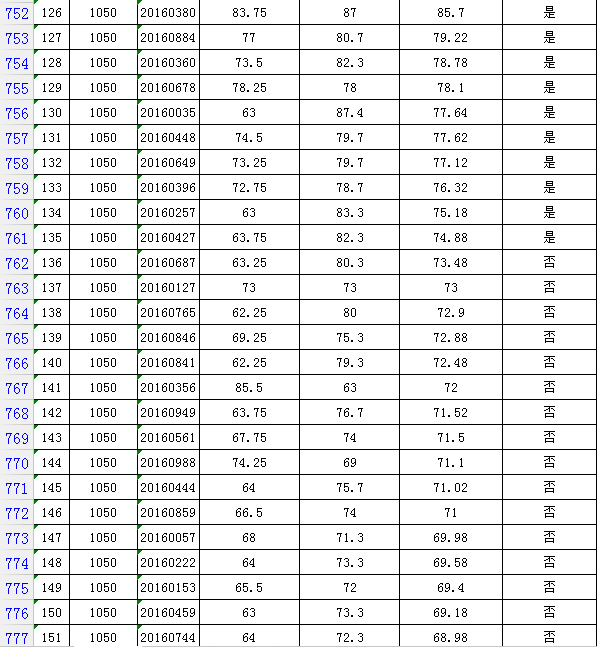 752 126 1050 20160380 83.75 87 85.7 是
753 127 1050 20160884 77 80.7 79.22 是
754 128 1050 20160360 73.5 82.3 78.78 是
755 129 1050 20160678 78.25 78 78.1 是
756 130 1050 20160035 63 87.4 77.64 是
757 131 1050 20160448 74.5 79.7 77.62 是
758 132 1050 20160649 73.25 79.7 77.12 是
759 133 1050 20160396 72.75 78.7 76.32 是
760 134 1050 20160257 63 83.3 75.18 是
761 135 1050 20160427 63.75 82.3 74.88 是
762 136 1050 20160687 63.25 80.3 73.48 否
763 137 1050 20160127 73 73 73 否
764 138 1050 20160765 62.25 80 72.9 否
765 139 1050 20160846 69.25 75.3 72.88 否
766 140 1050 20160841 62.25 79.3 72.48 否
767 141 1050 20160356 85.5 63 72 否
768 142 1050 20160949 63.75 76.7 71.52 否
769 143 1050 20160561 67.75 74 71.5 否
770 144 1050 20160988 74.25 69 71.1 否
771 145 1050 20160444 64 75.7 71.02 否
772 146 1050 20160859 66.5 74 71 否
773 147 1050 20160057 68 71.3 69.98 否
774 148 1050 20160222 64 73.3 69.58 否
775 149 1050 20160153 65.5 72 69.4 否
776 150 1050 20160459 63 73.3 69.18 否
777 151 1050 20160744 64 72.3 68.98 否